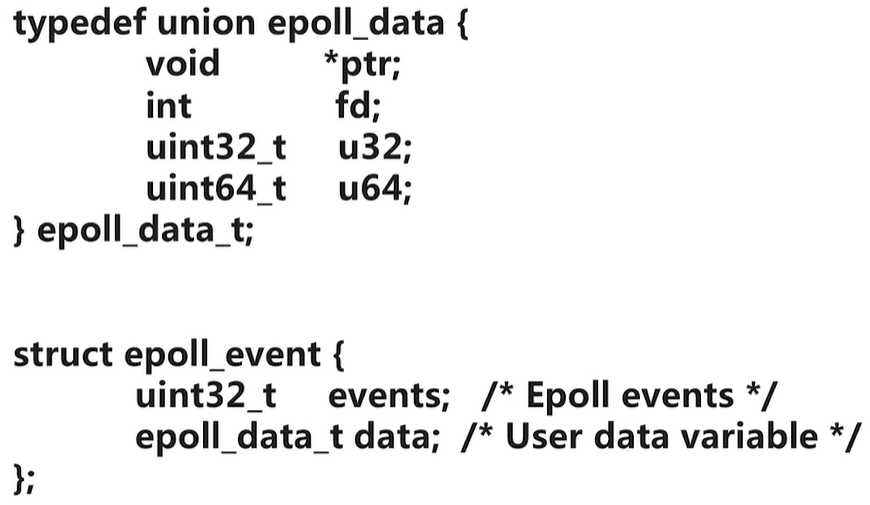 typedef union epoll_data {
void *ptr;
int fd;
uint32_t u32;
uint64_t u64;
} epoll_data_t;
struct epoll_event {
uint32_t events; /* Epoll events */
epoll_data_t data; /* User data variable */
};